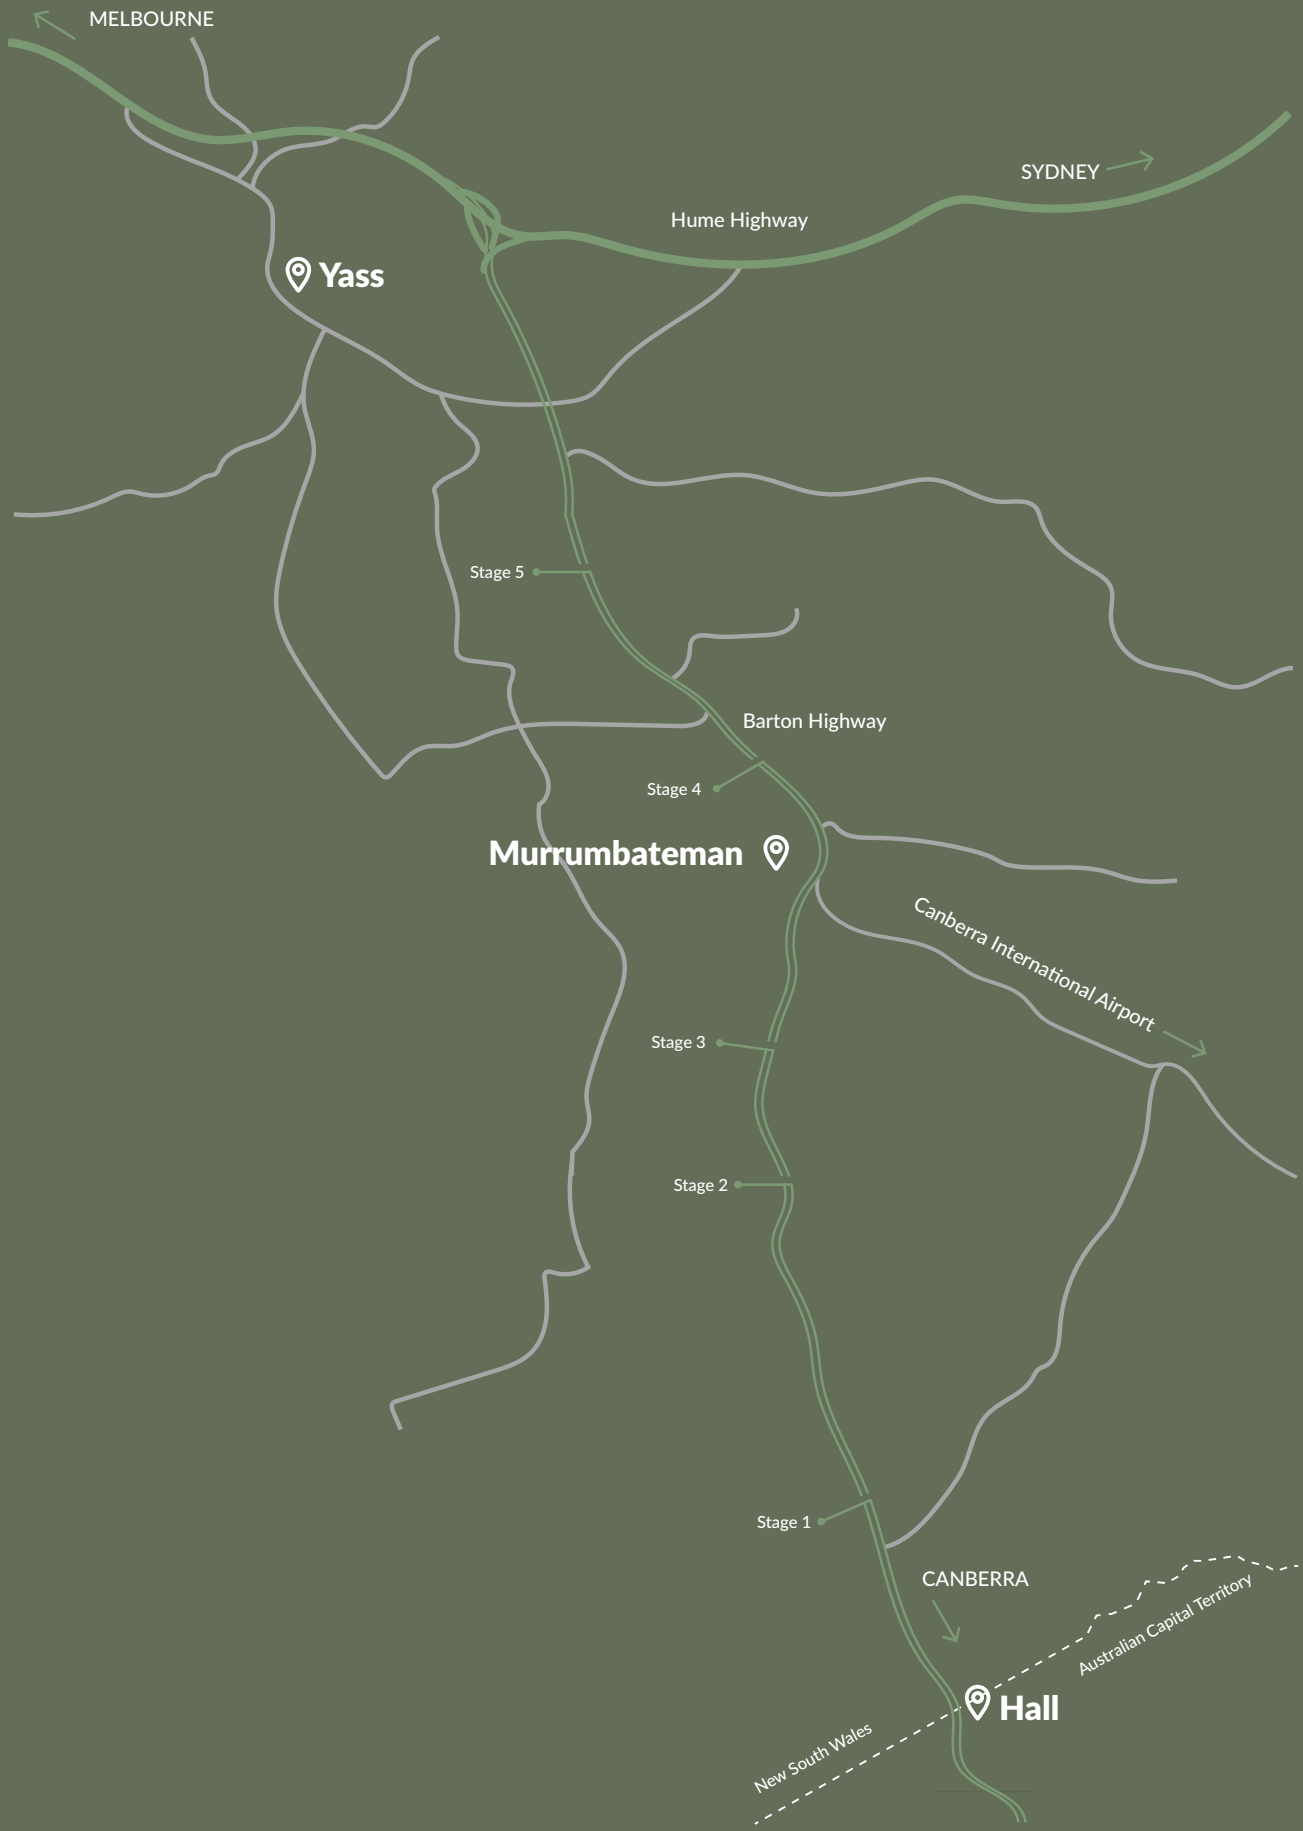 MELBOURNE
SYDNEY
Hume Highway
Yass
Stage 5
Barton Highway
Stage 4
Murrumbateman
Canberra International Airport
Stage 3
Stage 2
Stage 1
CANBERRA
Australian Capital Territory
Hall
New South Wales